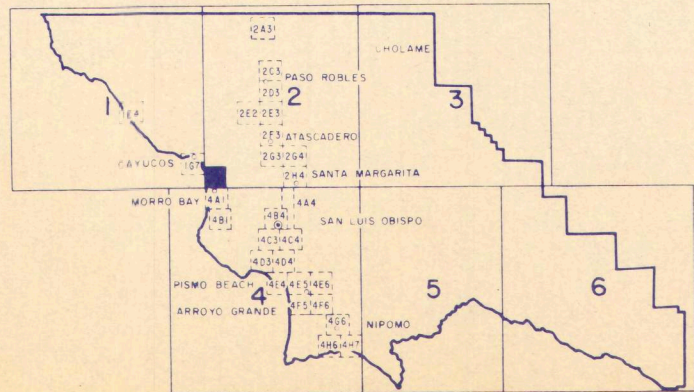 2A3
CHOLAME
2C3 PASO ROBLES
1 2 3
2D3
1E4 2E2 2E3
2F3 ATASCADERO
CAYUCOS 1G7 2G3 2G4
2H4 SANTA MARGARITA
MORRO BAY 4A1 4A4
4B1 4B4 SAN LUIS OBISPO
4C3 4C4
4D3 4D4
PISMO BEACH 4E4 4E5 4E6
4 5 6
ARROYO GRANDE 4F5 4F6
4G6 NIPOMO
4H6 4H7